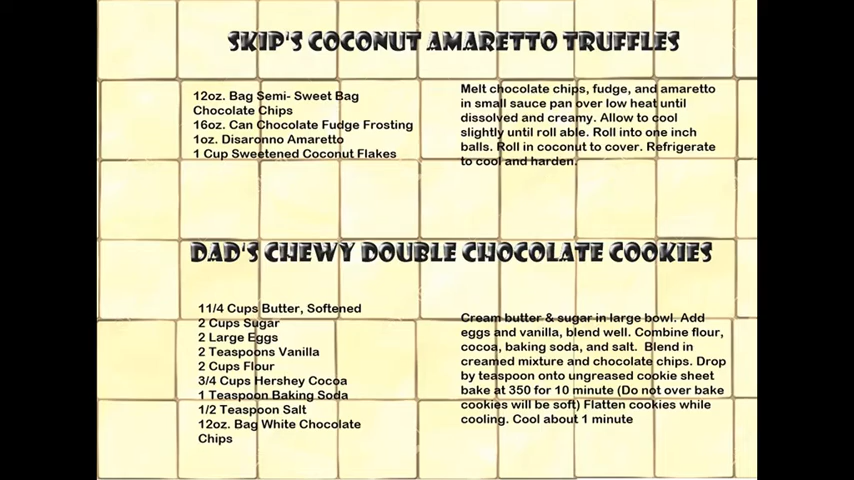 SKIP'S COCONUT AMARETTO TRUFFLES
12oz. Bag Semi- Sweet Bag
Chocolate Chips
16oz. Can Chocolate Fudge Frosting
1oz. Disaronno Amaretto
1 Cup Sweetened Coconut Flakes
Melt chocolate chips, fudge, and amaretto
in small sauce pan over low heat until
dissolved and creamy. Allow to cool
slightly until roll able. Roll into one inch
balls. Roll in coconut to cover. Refrigerate
to cool and harden.
DAD'S CHEWY DOUBLE CHOCOLATE COOKIES
11/4 Cups Butter, Softened
2 Cups Sugar
2 Large Eggs
2 Teaspoons Vanilla
2 Cups Flour
3/4 Cups Hershey Cocoa
1 Teaspoon Baking Soda
1/2 Teaspoon Salt
12oz. Bag White Chocolate
Chips
Cream butter & sugar in large bowl. Add
eggs and vanilla, blend well. Combine flour,
cocoa, baking soda, and salt. Blend in
creamed mixture and chocolate chips. Drop
by teaspoon onto ungreased cookie sheet
bake at 350 for 10 minute (Do not over bake
cookies will be soft) Flatten cookies while
cooling. Cool about 1 minute